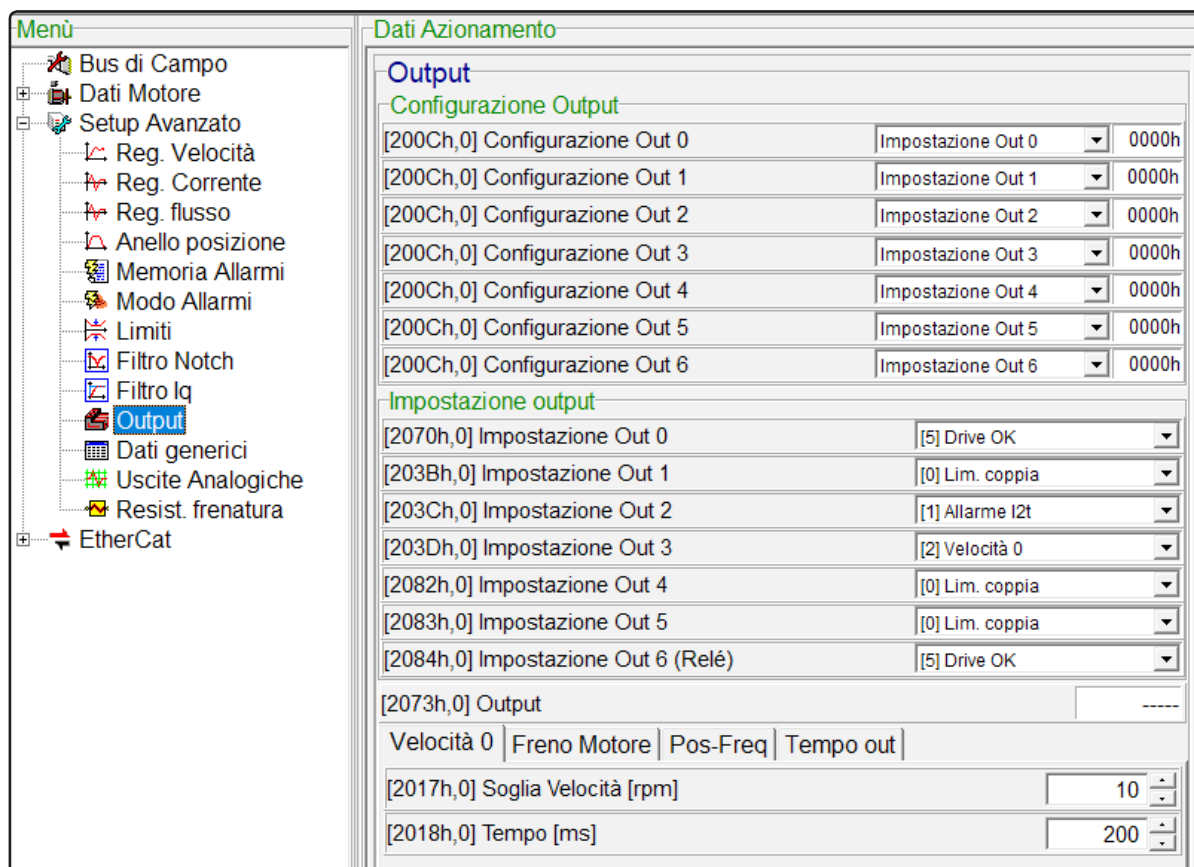 Menù
Bus di Campo
Dati Motore
Setup Avanzato
Reg. Velocità
Reg. Corrente
Reg. flusso
Anello posizione
Memoria Allarmi
Modo Allarmi
Limiti
Filtro Notch
Filtro Iq
Output
Dati generici
Uscite Analogiche
Resist. frenatura
EtherCat
Dati Azionamento
Output
Configurazione Output
[200Ch,0] Configurazione Out 0 Impostazione Out 0 0000h
[200Ch,0] Configurazione Out 1 Impostazione Out 1 0000h
[200Ch,0] Configurazione Out 2 Impostazione Out 2 0000h
[200Ch,0] Configurazione Out 3 Impostazione Out 3 0000h
[200Ch,0] Configurazione Out 4 Impostazione Out 4 0000h
[200Ch,0] Configurazione Out 5 Impostazione Out 5 0000h
[200Ch,0] Configurazione Out 6 Impostazione Out 6 0000h
Impostazione output
[2070h,0] Impostazione Out 0 [5] Drive OK
[203Bh,0] Impostazione Out 1 [0] Lim. coppia
[203Ch,0] Impostazione Out 2 [1] Allarme I2t
[203Dh,0] Impostazione Out 3 [2] Velocità 0
[2082h,0] Impostazione Out 4 [0] Lim. coppia
[2083h,0] Impostazione Out 5 [0] Lim. coppia
[2084h,0] Impostazione Out 6 (Relé) [5] Drive OK
[2073h,0] Output -----
Velocità 0 Freno Motore Pos-Freq Tempo out
[2017h,0] Soglia Velocità [rpm] 10
[2018h,0] Tempo [ms] 200